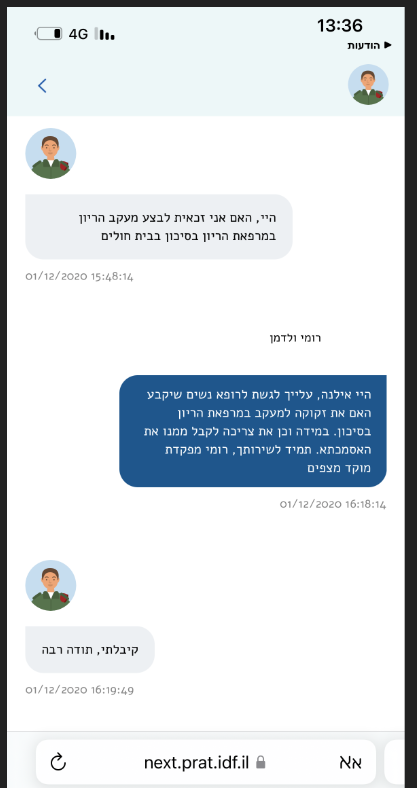 13:36
4G
הודעות ◀
היי, האם אני זכאית לבצע מעקב הריון
במרפאת הריון בסיכון בבית חולים
01/12/2020 15:48:14
רומי ולדמן
היי אילנה, עלייך לגשת לרופא נשים שיקבע
האם את זקוקה למעקב במרפאת הריון
בסיכון. במידה וכן את צריכה לקבל ממנו את
האסמכתא. תמיד לשירותך, רומי מפקדת
מוקד מצפים
01/12/2020 16:18:14
קיבלתי, תודה רבה
01/12/2020 16:19:49
next.prat.idf.il
אא